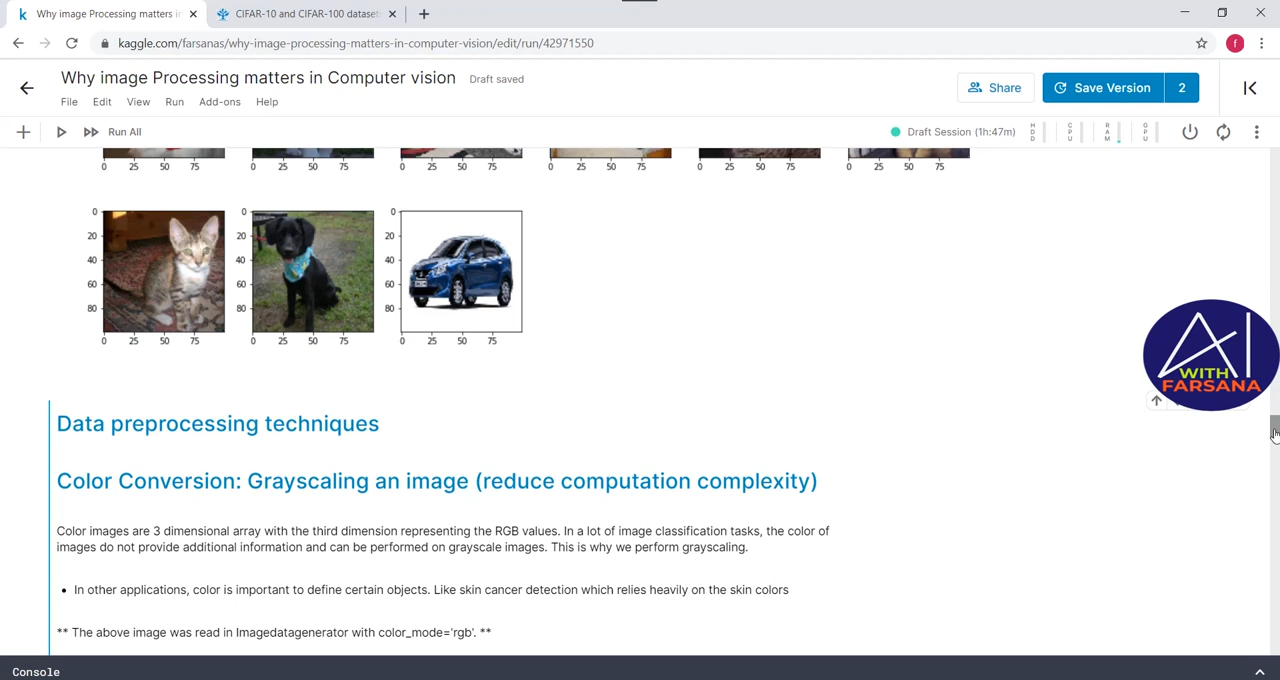 k Why image Processing matters in
CIFAR-10 and CIFAR-100 dataset
kaggle.com/farsanas/why-image-processing-matters-in-computer-vision/edit/run/42971550
f
Why image Processing matters in Computer vision Draft saved
Share
Save Version 2
File Edit View Run Add-ons Help
Run All
Draft Session (1h:47m) HDD CPU RAM GPU
0 25 50 75 0 25 50 75 0 25 50 75 0 25 50 75 0 25 50 75 0 25 50 75
0 0 0
20 20 20
40 40 40
60 60 60
80 80 80
0 25 50 75 0 25 50 75 0 25 50 75
AI
WITH
FARSANA
Data preprocessing techniques
Color Conversion: Grayscaling an image (reduce computation complexity)
Color images are 3 dimensional array with the third dimension representing the RGB values. In a lot of image classification tasks, the color of
images do not provide additional information and can be performed on grayscale images. This is why we perform grayscaling.
• In other applications, color is important to define certain objects. Like skin cancer detection which relies heavily on the skin colors
** The above image was read in Imagedatagenerator with color_mode='rgb'. **
Console